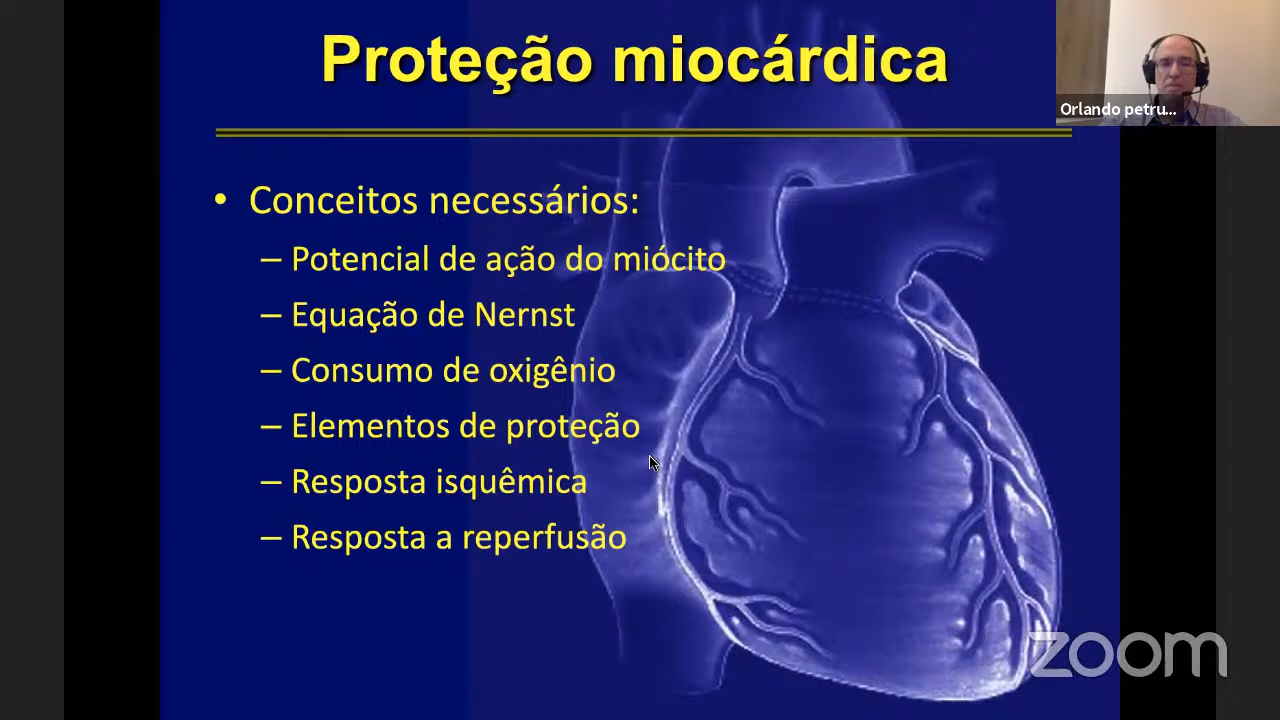 Proteção miocárdica
Orlando petru...
• Conceitos necessários:
– Potencial de ação do miócito
– Equação de Nernst
– Consumo de oxigênio
– Elementos de proteção
– Resposta isquêmica
– Resposta a reperfusão
zoom